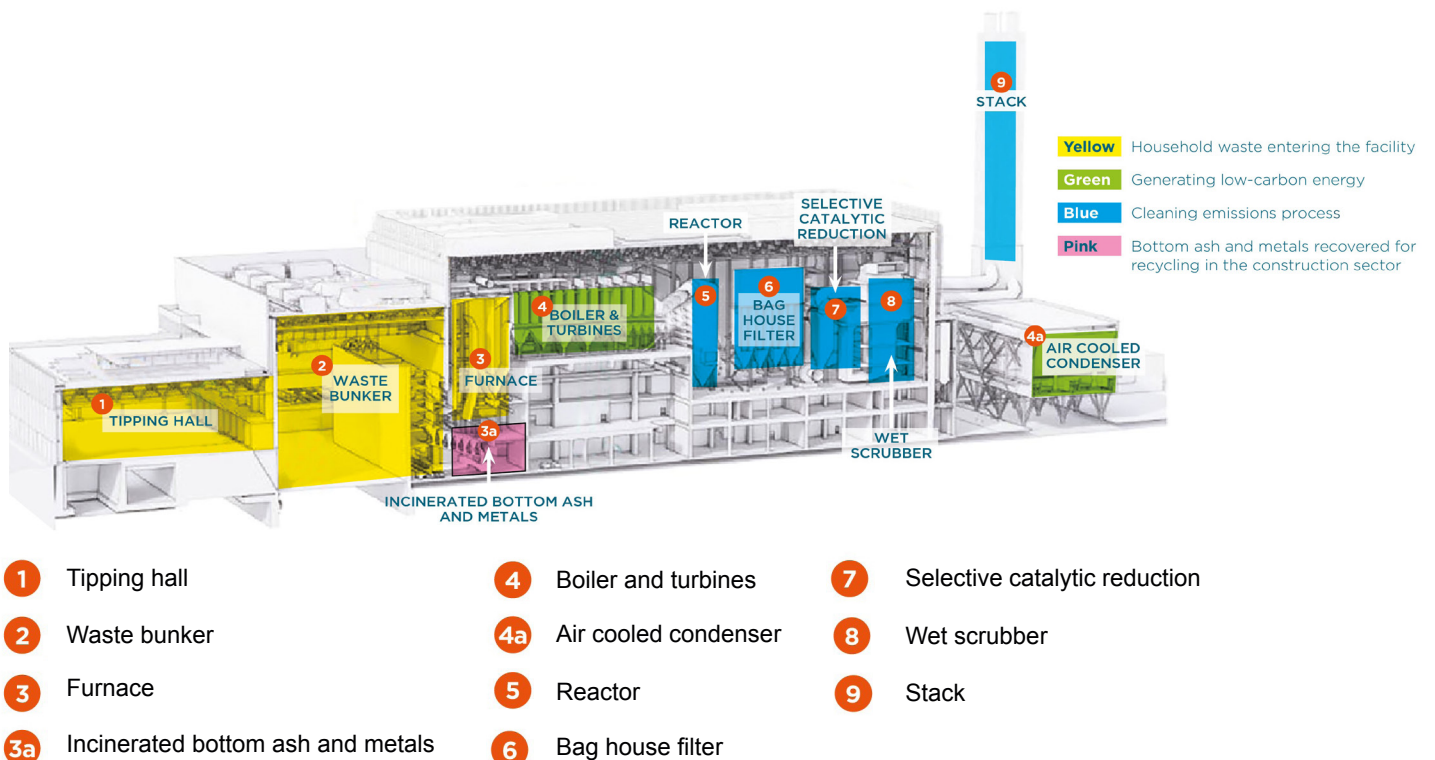 9
STACK
Yellow Household waste entering the facility
Green Generating low-carbon energy
Blue Cleaning emissions process
Pink Bottom ash and metals recovered for
recycling in the construction sector
SELECTIVE
CATALYTIC
REDUCTION
REACTOR
5
6
BAG
HOUSE
FILTER
7
8
4
BOILER &
TURBINES
3
FURNACE
2
WASTE
BUNKER
1
TIPPING HALL
4a
AIR COOLED
CONDENSER
3a
WET
SCRUBBER
INCINERATED BOTTOM ASH
AND METALS
1 Tipping hall
2 Waste bunker
3 Furnace
3a Incinerated bottom ash and metals
4 Boiler and turbines
4a Air cooled condenser
5 Reactor
6 Bag house filter
7 Selective catalytic reduction
8 Wet scrubber
9 Stack